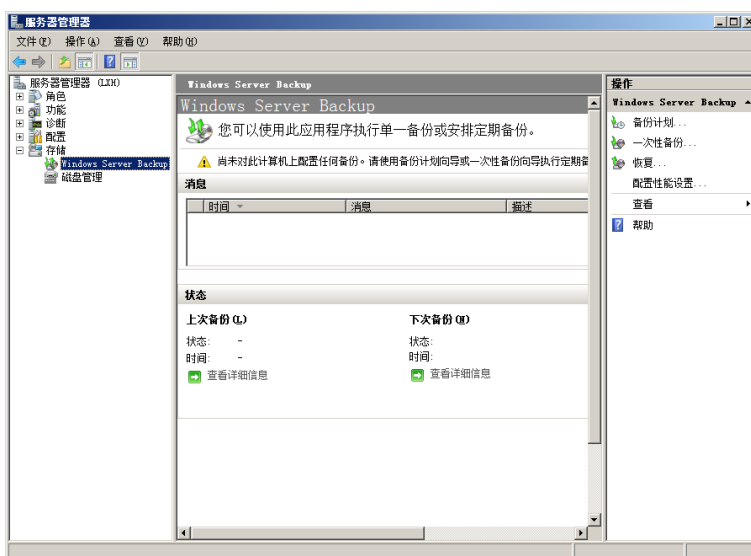 服务器管理器
文件(F) 操作(A) 查看(V) 帮助(H)
服务器管理器 (LXH)
角色
功能
诊断
配置
存储
Windows Server Backup
磁盘管理
Windows Server Backup
Windows Server Backup
您可以使用此应用程序执行单一备份或安排定期备份。
尚未对此计算机上配置任何备份。请使用备份计划向导或一次性备份向导执行定期备
消息
时间 消息 描述
状态
上次备份(L) 下次备份(N)
状态: - 状态:
时间: - 时间:
查看详细信息 查看详细信息
操作
Windows Server Backup
备份计划...
一次性备份...
恢复...
配置性能设置...
查看
帮助